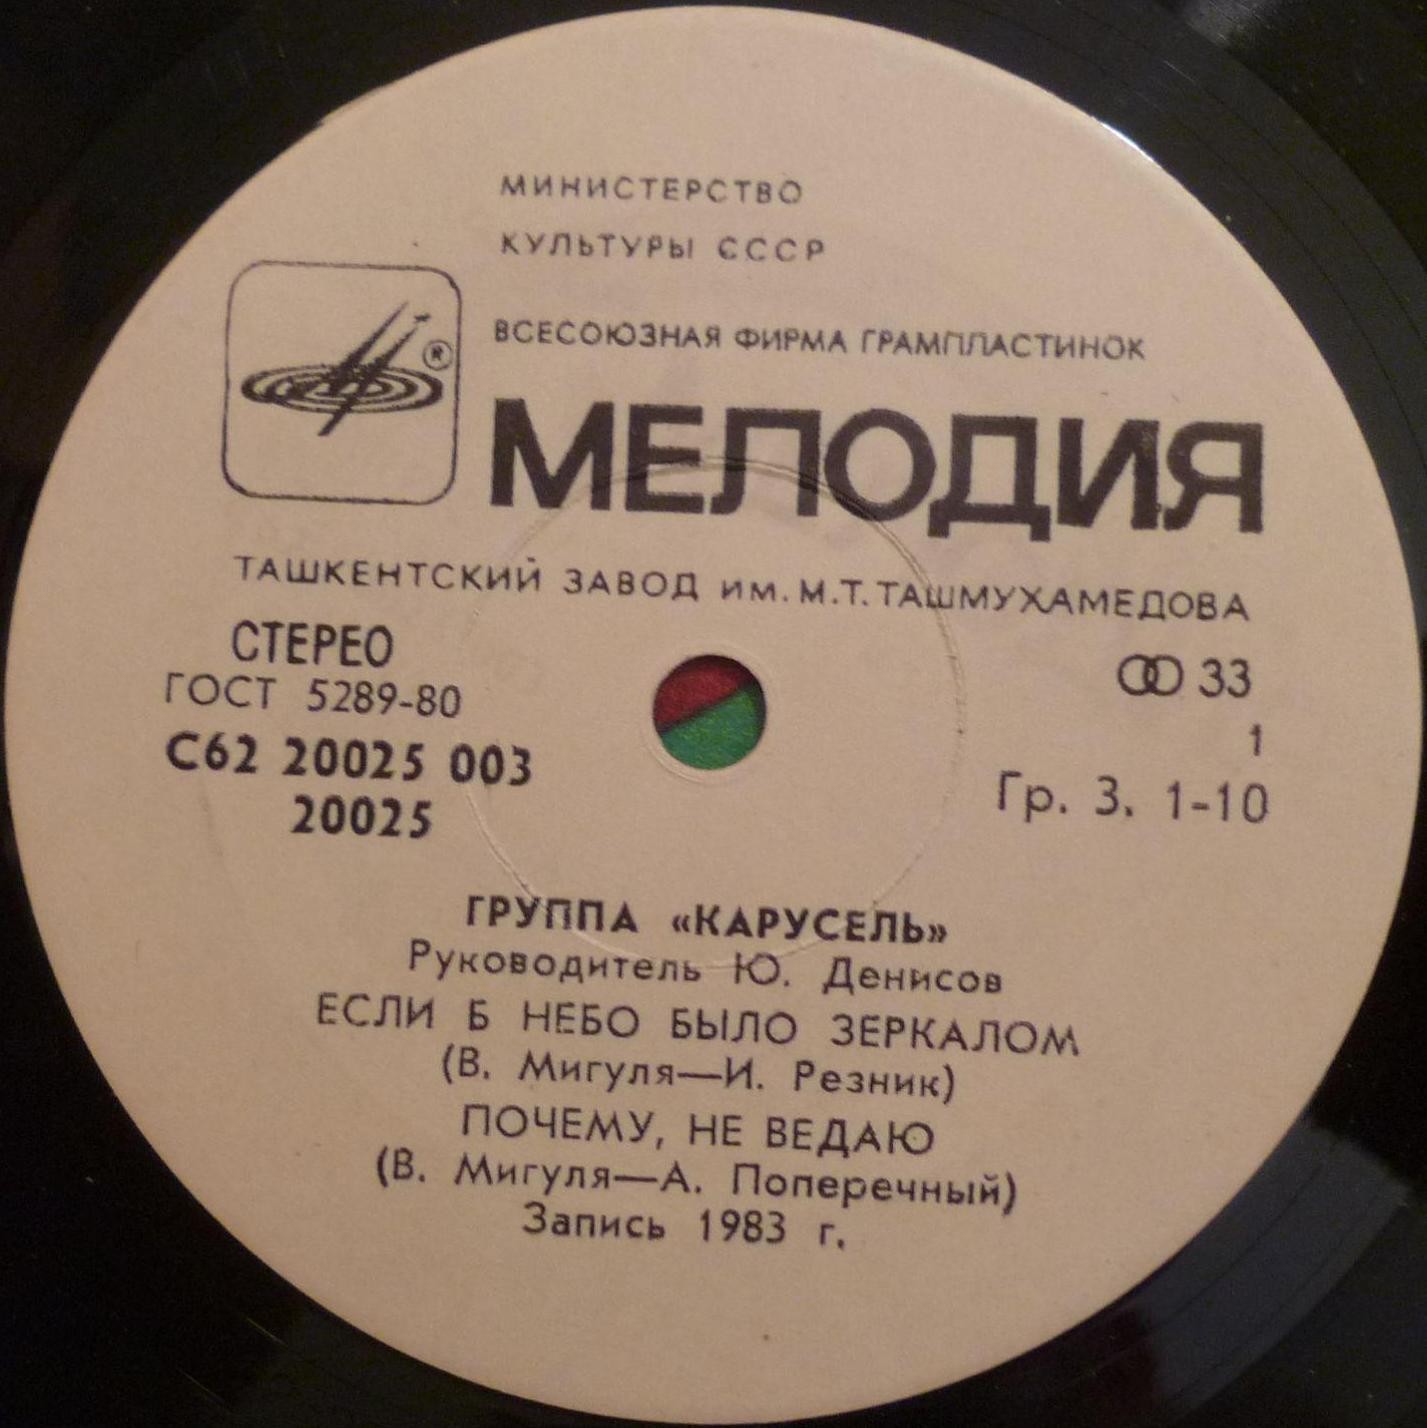 МИНИСТЕРСТВО
КУЛЬТУРЫ СССР
ВСЕСОЮЗНАЯ ФИРМА ГРАМПЛАСТИНОК
®
МЕЛОДИЯ
ТАШКЕНТСКИЙ ЗАВОД им. М.Т. ТАШМУХАМЕДОВА
СТЕРЕО
ГОСТ 5289-80
С62 20025 003
20025
33
1
Гр. 3. 1-10
ГРУППА «КАРУСЕЛЬ»
Руководитель Ю. Денисов
ЕСЛИ Б НЕБО БЫЛО ЗЕРКАЛОМ
(В. Мигуля—И. Резник)
ПОЧЕМУ, НЕ ВЕДАЮ
(В. Мигуля—А. Поперечный)
Запись 1983 г.